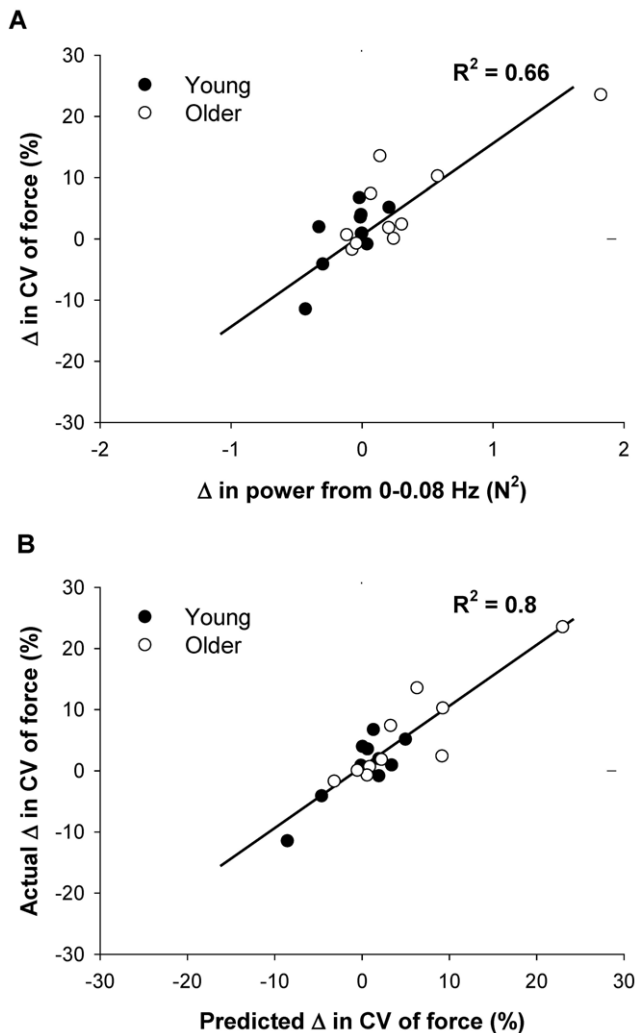 A
30
20
10
0
-10
-20
-30
-2
-1
0
1
2
Young
Older
R² = 0.66
Δ in CV of force (%)
Δ in power from 0-0.08 Hz (N²)
B
30
20
10
0
-10
-20
-30
-30
-20
-10
0
10
20
30
Young
Older
R² = 0.8
Actual Δ in CV of force (%)
Predicted Δ in CV of force (%)